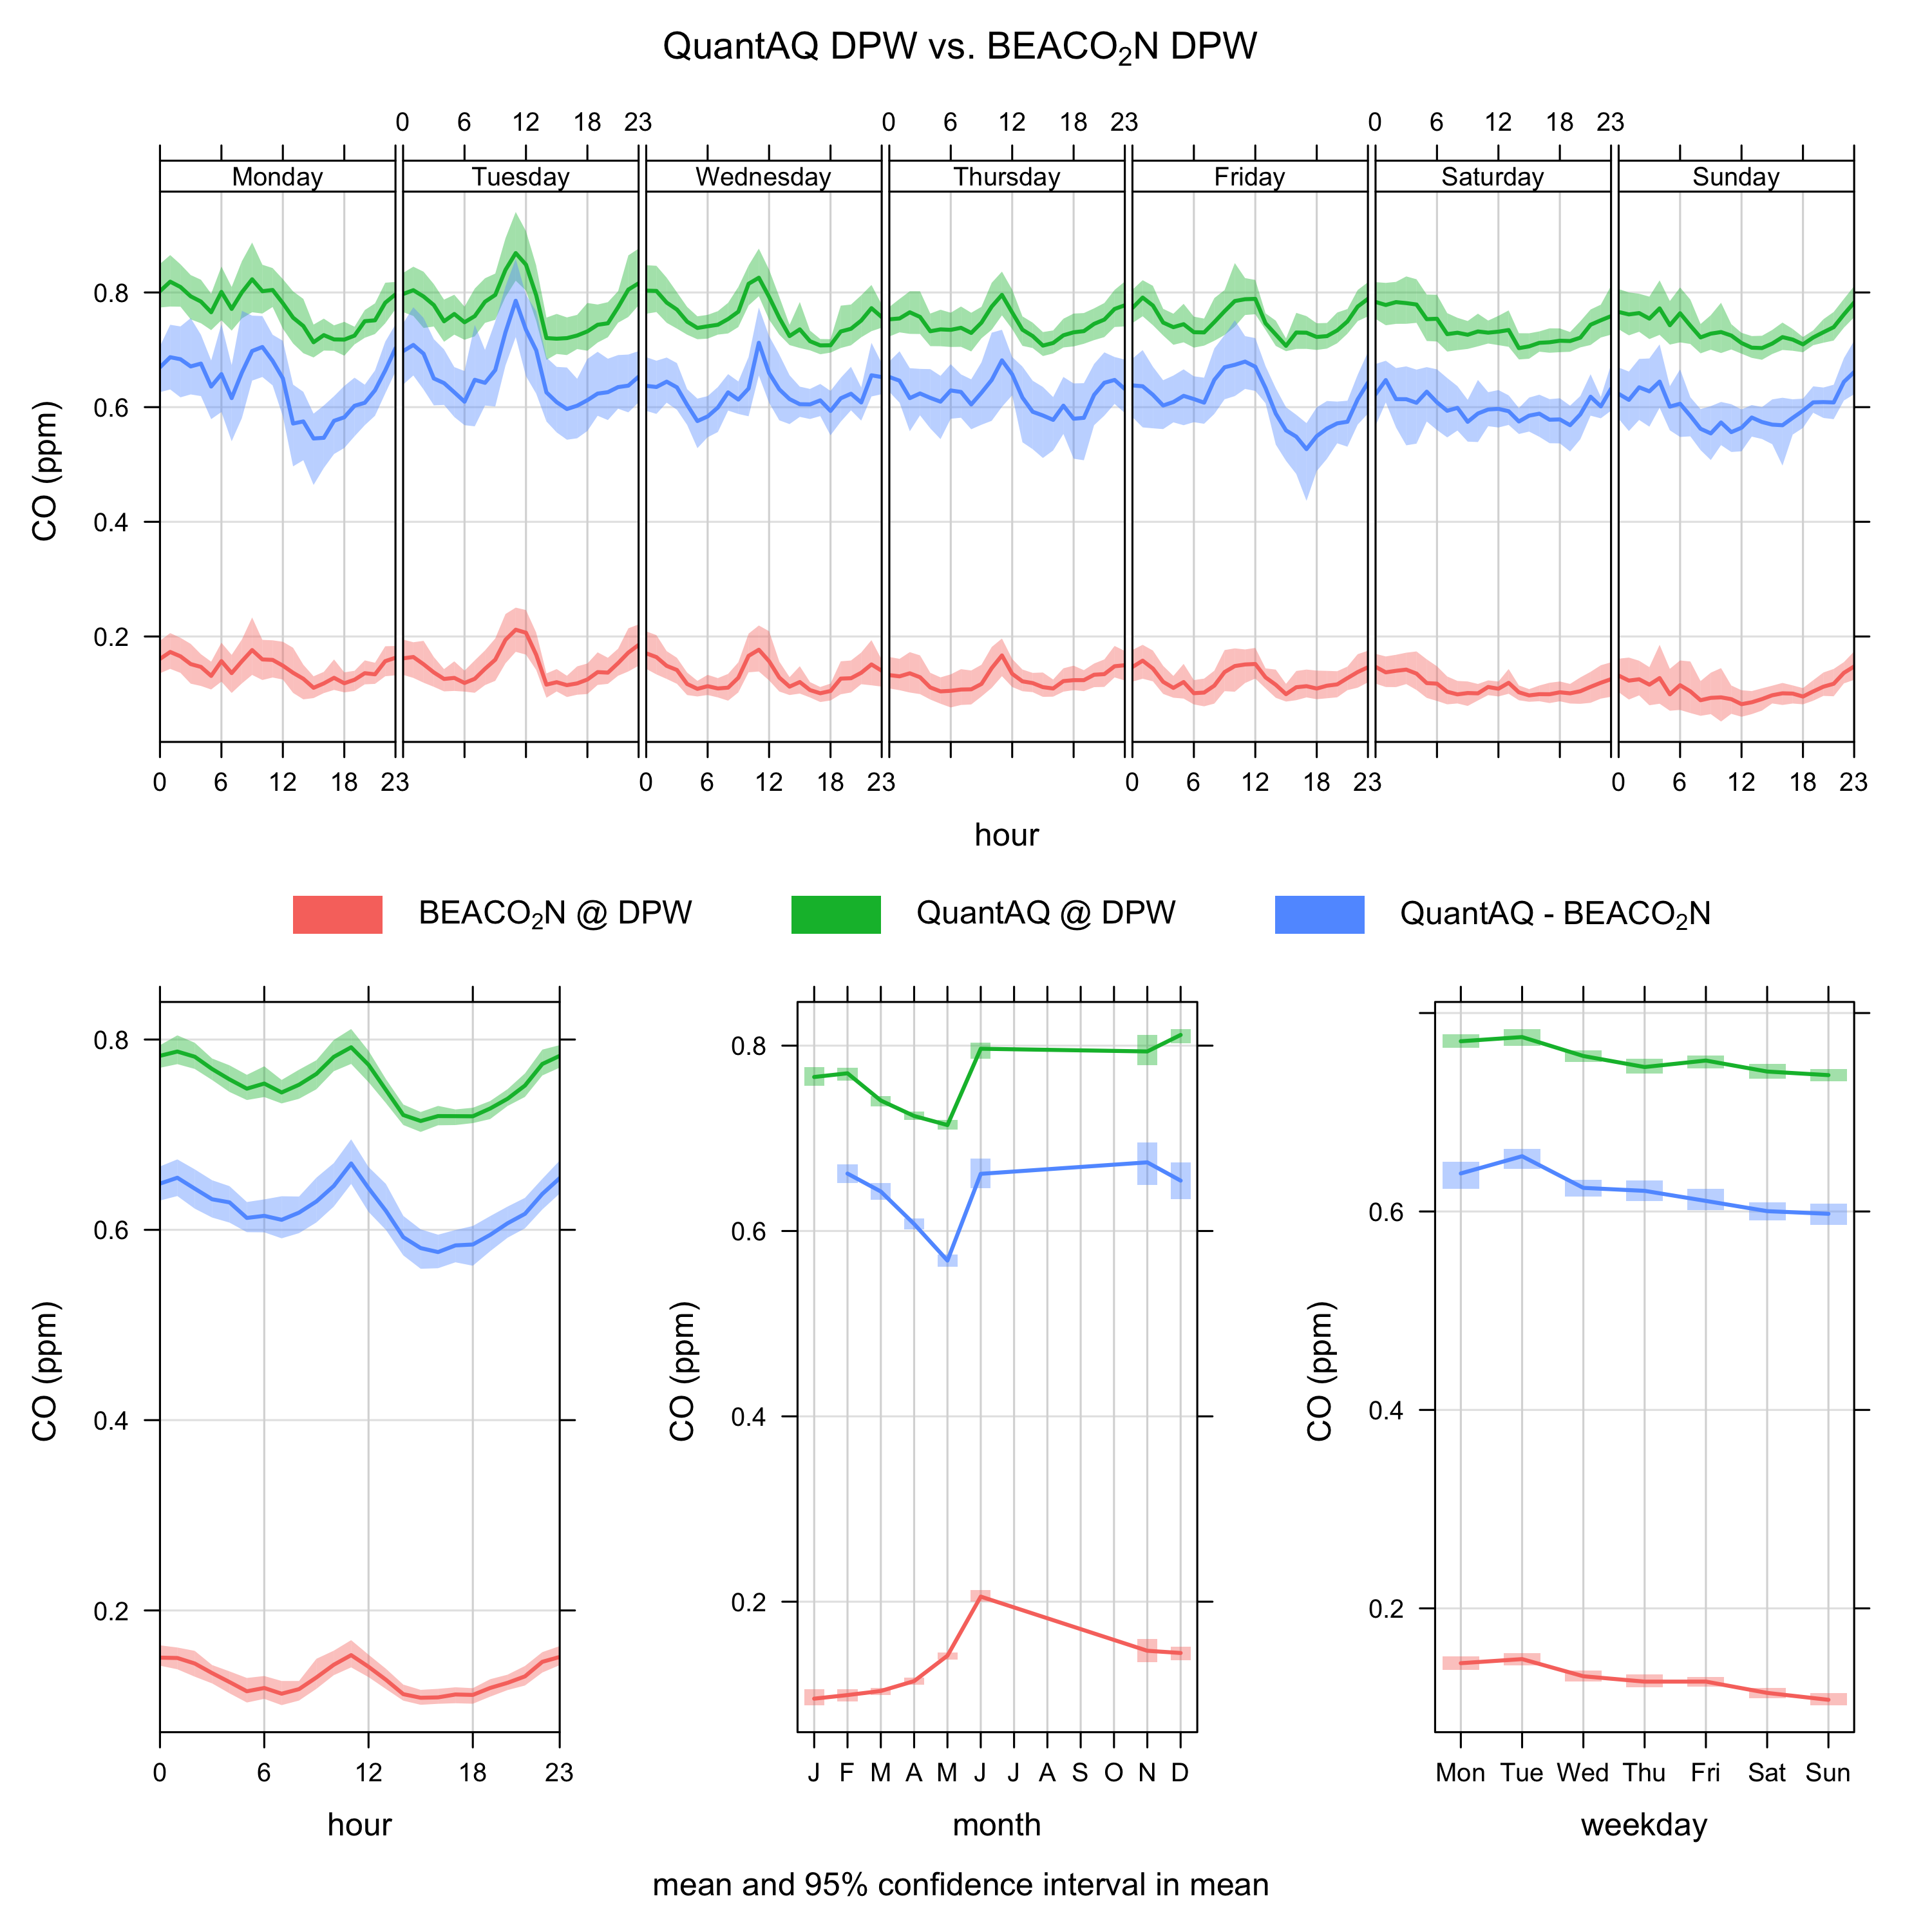 QuantAQ DPW vs. BEACO₂N DPW
0 6 12 18 23 0 6 12 18 23 0 6 12 18 23
Monday Tuesday Wednesday Thursday Friday Saturday Sunday
0.8
0.6
0.4
0.2
CO (ppm)
0 6 12 18 23 0 6 12 18 23 0 6 12 18 23 0 6 12 18 23
hour
BEACO₂N @ DPW QuantAQ @ DPW QuantAQ - BEACO₂N
0.8
0.6
0.4
0.2
CO (ppm)
0 6 12 18 23
hour
0.8
0.6
0.4
0.2
CO (ppm)
J F M A M J J A S O N D
month
0.6
0.4
0.2
CO (ppm)
Mon Tue Wed Thu Fri Sat Sun
weekday
mean and 95% confidence interval in mean